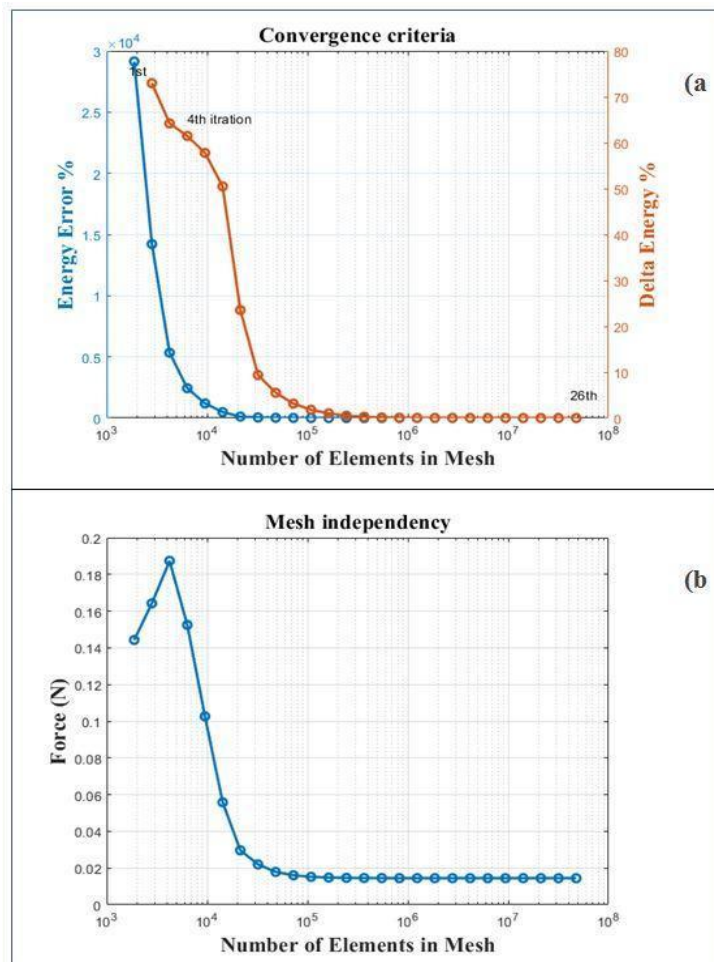 Convergence criteria
×10⁴
3
2.5
2
1.5
1
0.5
0
Energy Error %
80
70
60
50
40
30
20
10
0
Delta Energy %
1st
4th itration
26th
(a
10³ 10⁴ 10⁵ 10⁶ 10⁷ 10⁸
Number of Elements in Mesh
Mesh independency
(b
0.2
0.18
0.16
0.14
0.12
0.1
0.08
0.06
0.04
0.02
0
Force (N)
10³ 10⁴ 10⁵ 10⁶ 10⁷ 10⁸
Number of Elements in Mesh